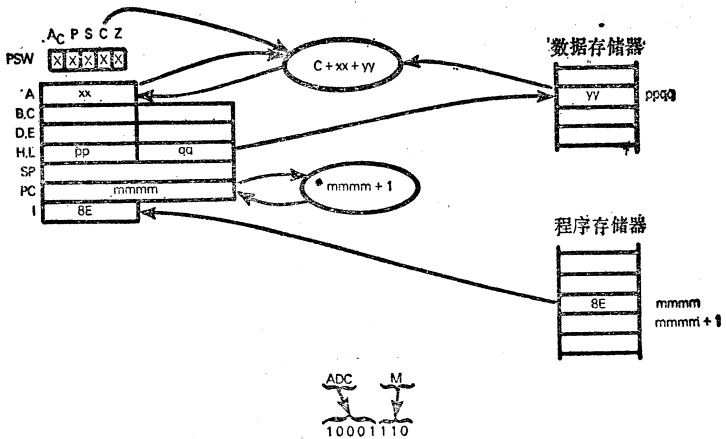 Ac P S C Z
PSW X X X X X
C + xx + yy
数据存储器
A xx
yy ppqq
B,C
D,E
H,L pp qq
SP
PC mmmm
mmmm + 1
I 8E
程序存储器
8E mmmm
mmmm + 1
ADC M
10001110